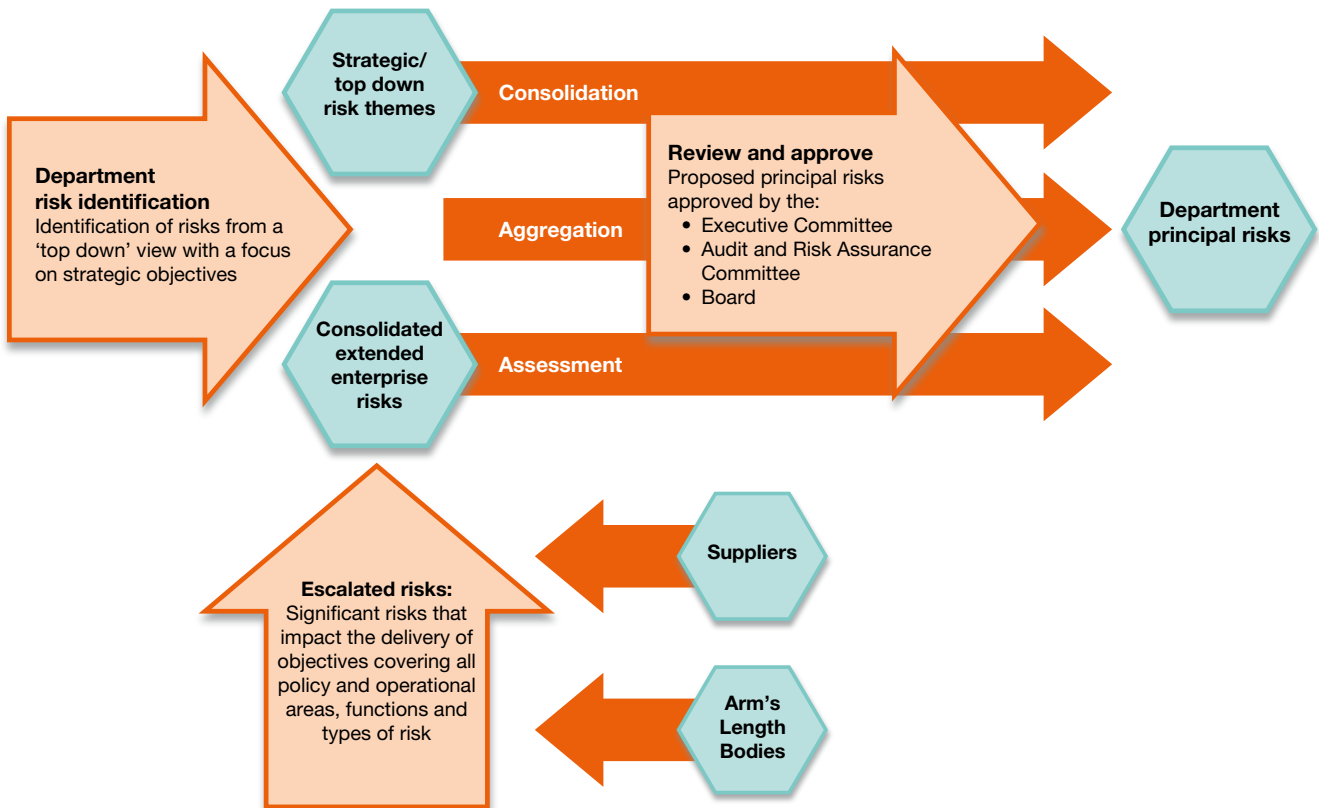 Strategic/
top down
risk themes
Consolidation
Department
risk identification
Identification of risks from a
‘top down’ view with a focus
on strategic objectives
Aggregation
Review and approve
Proposed principal risks
approved by the:
• Executive Committee
• Audit and Risk Assurance
Committee
• Board
Department
principal risks
Consolidated
extended
enterprise
risks
Assessment
Escalated risks:
Significant risks that
impact the delivery of
objectives covering all
policy and operational
areas, functions and
types of risk
Suppliers
Arm’s
Length
Bodies